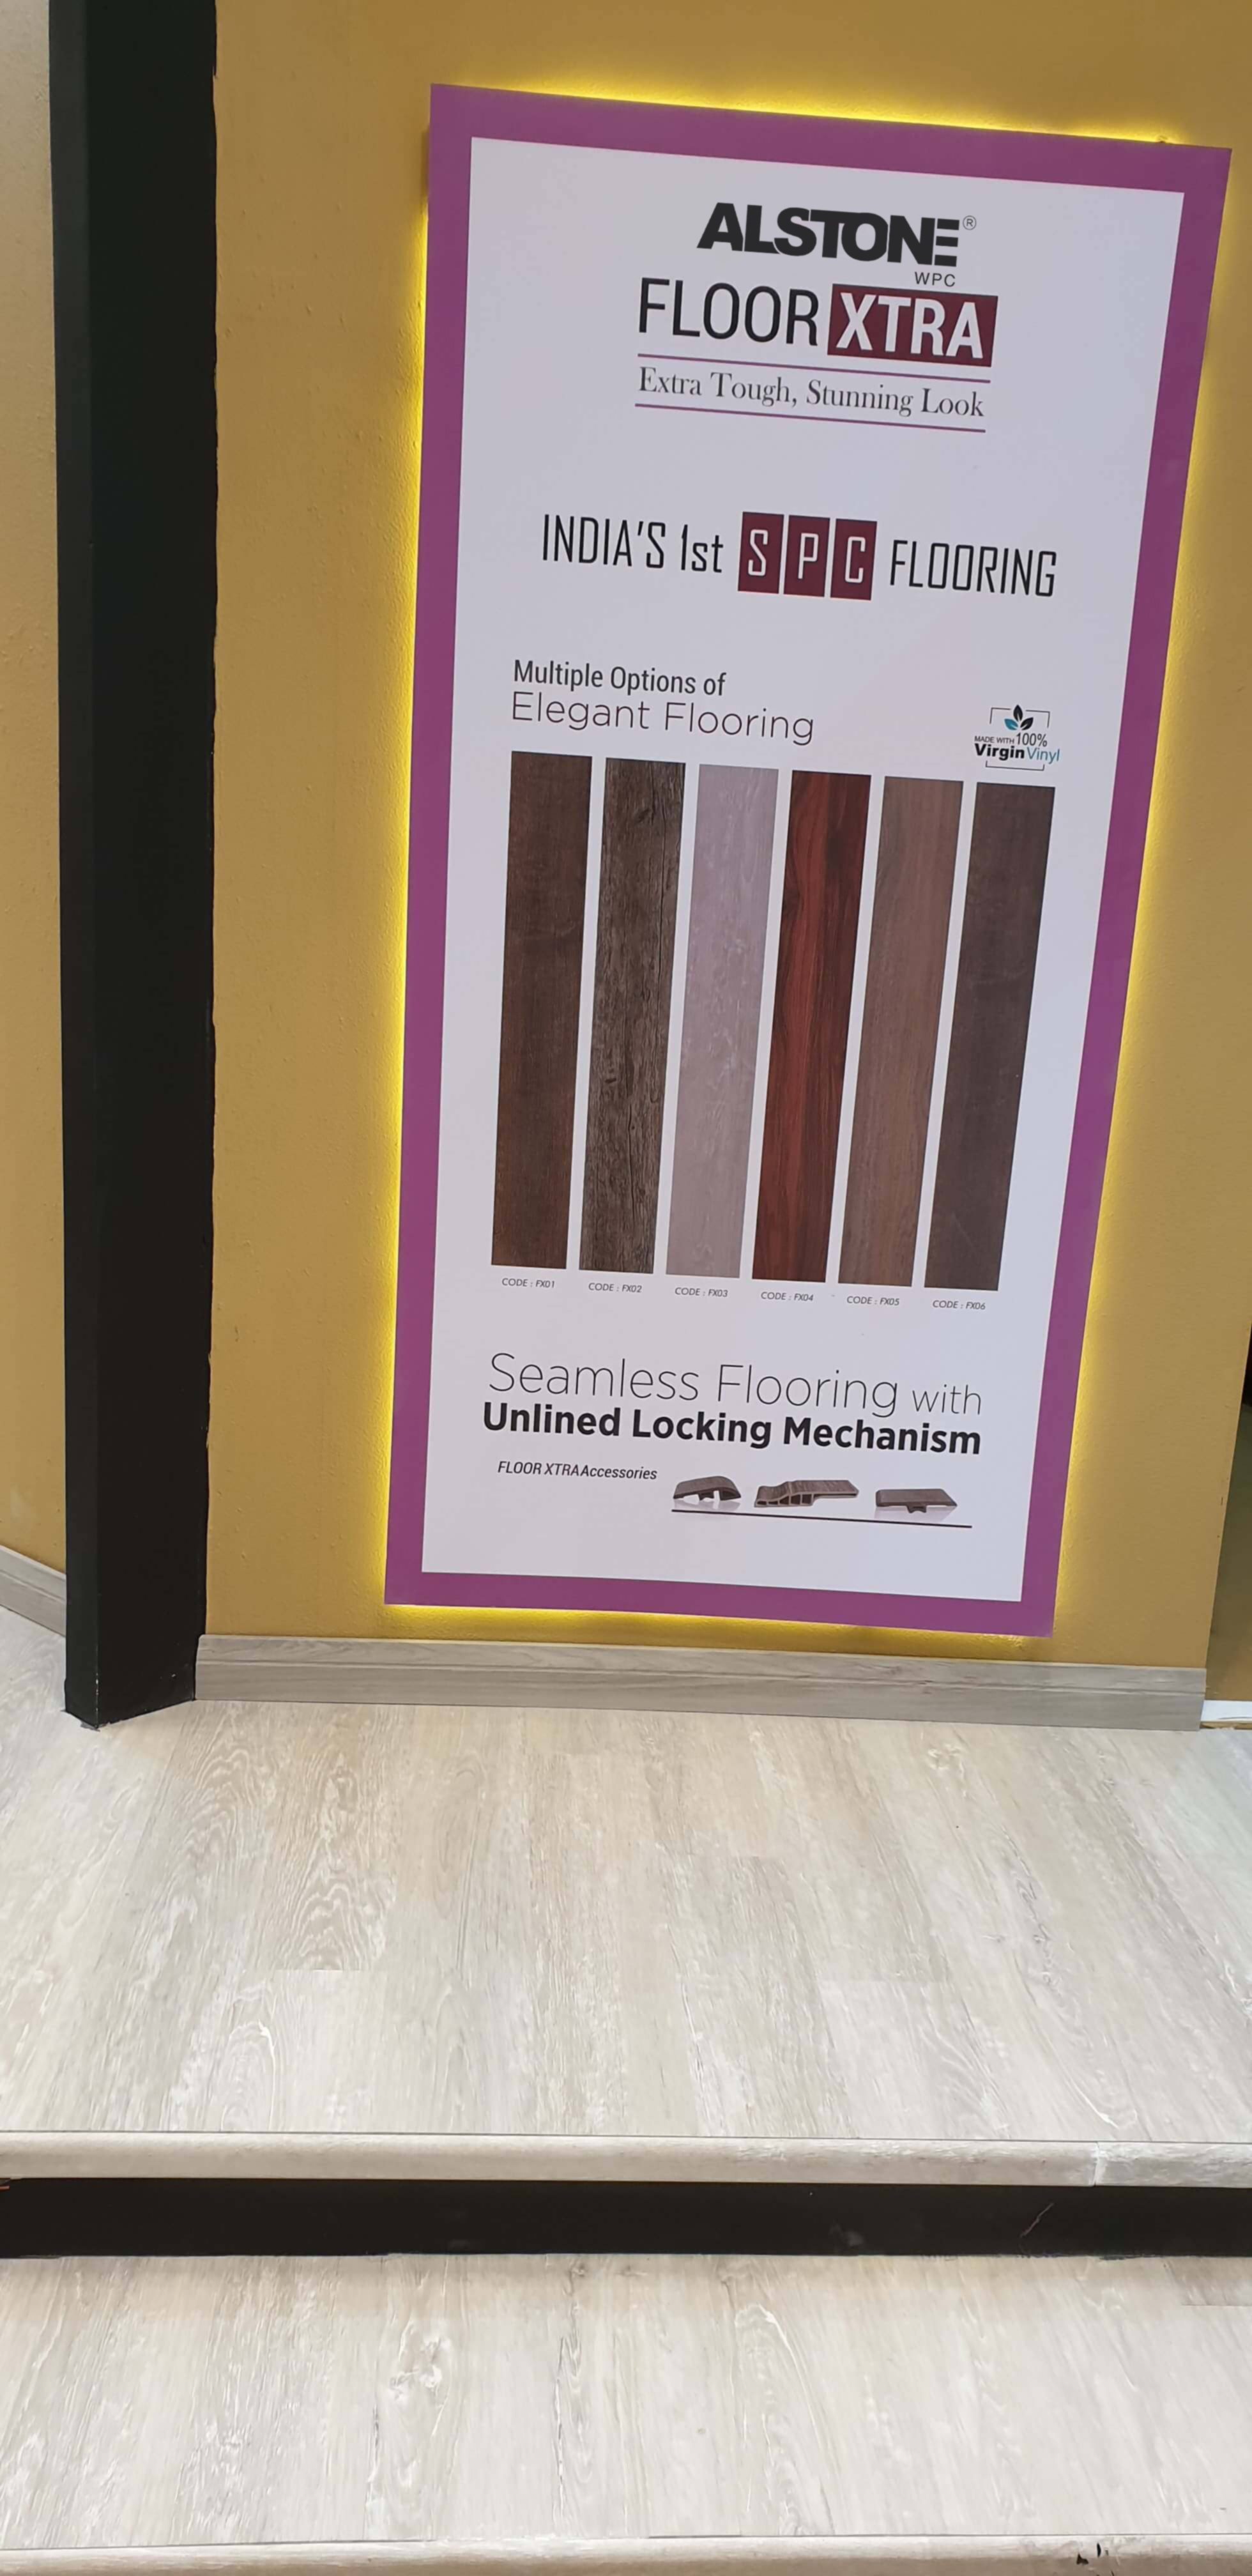 ALSTONE®
WPC
FLOOR XTRA
Extra Tough, Stunning Look
INDIA'S 1st SPC FLOORING
Multiple Options of
Elegant Flooring
MADE WITH 100%
Virgin Vinyl
CODE : FX01 CODE : FX02 CODE : FX03 CODE : FX04 CODE : FX05 CODE : FX06
Seamless Flooring with
Unlined Locking Mechanism
FLOOR XTRA Accessories